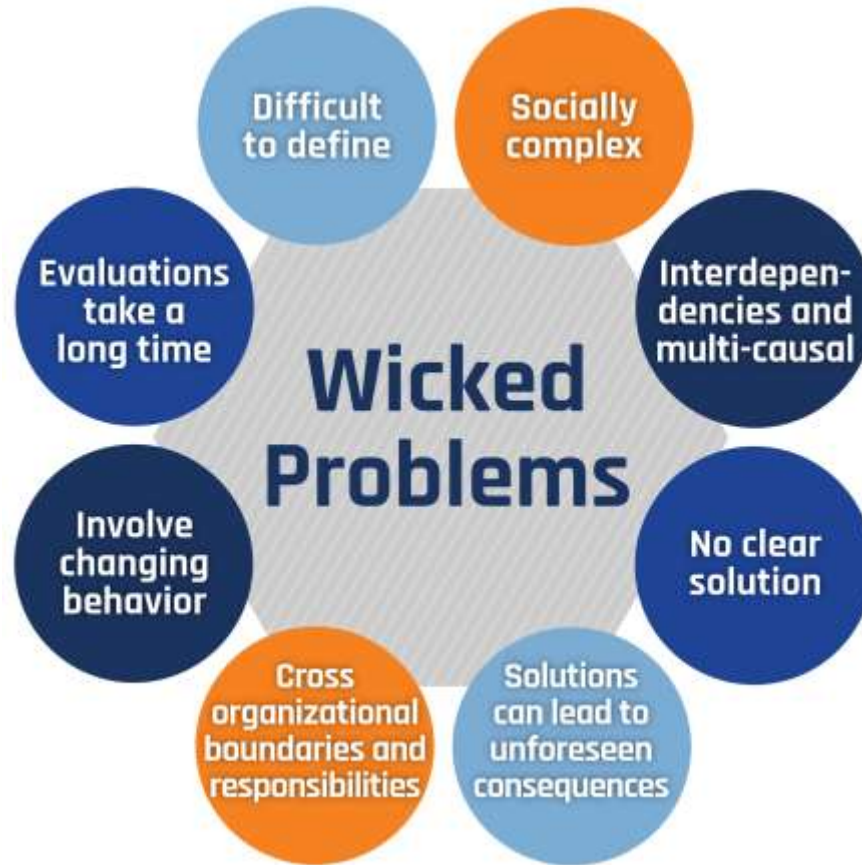 Difficult
to define
Socially
complex
Evaluations
take a
long time
Interdepen-
dencies and
multi-causal
Wicked
Problems
Involve
changing
behavior
No clear
solution
Cross
organizational
boundaries and
responsibilities
Solutions
can lead to
unforeseen
consequences